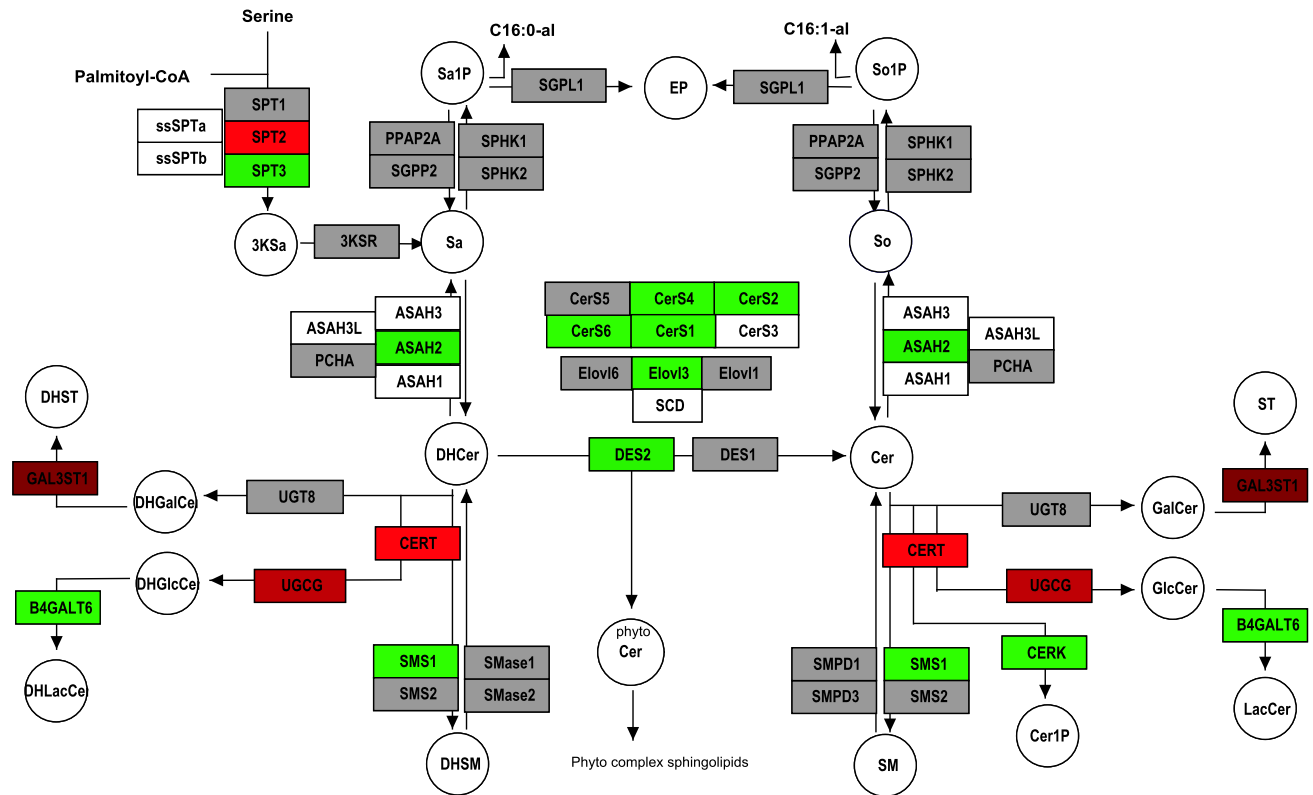 Serine
C16:0-al
C16:1-al
Palmitoyl-CoA
Sa1P
So1P
SGPL1
EP
SGPL1
SPT1
ssSPTa
SPT2
ssSPTb
SPT3
PPAP2A
SPHK1
SGPP2
SPHK2
PPAP2A
SPHK1
SGPP2
SPHK2
3KSa
3KSR
Sa
So
CerS5
CerS4
CerS2
CerS6
CerS1
CerS3
ASAH3
ASAH3L
ASAH2
PCHA
ASAH1
ASAH3
ASAH3L
ASAH2
PCHA
ASAH1
Elovl6
Elovl3
Elovl1
SCD
DHST
ST
DHCer
DES2
DES1
Cer
GAL3ST1
GAL3ST1
DHGalCer
UGT8
UGT8
GalCer
CERT
CERT
DHGlcCer
UGCG
UGCG
GlcCer
B4GALT6
B4GALT6
phyto
Cer
CERK
SMS1
SMase1
SMS2
SMase2
SMPD1
SMS1
SMPD3
SMS2
DHLacCer
LacCer
Cer1P
DHSM
Phyto complex sphingolipids
SM